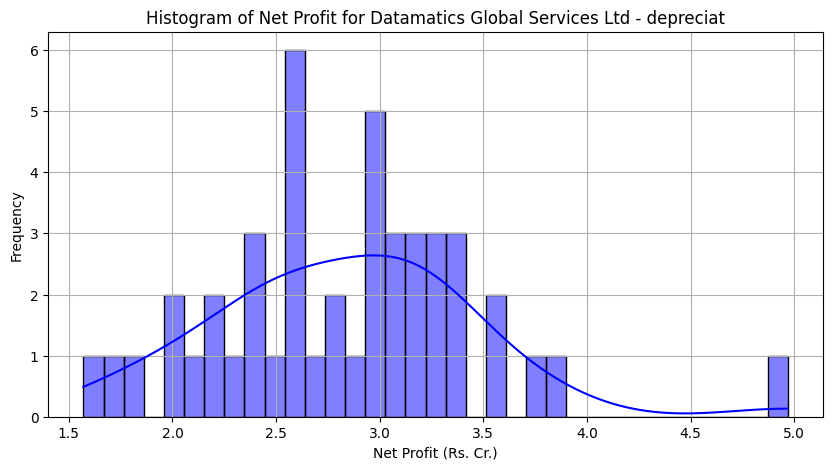 Histogram of Net Profit for Datamatics Global Services Ltd - depreciat
Frequency
6
5
4
3
2
1
0
1.5 2.0 2.5 3.0 3.5 4.0 4.5 5.0
Net Profit (Rs. Cr.)